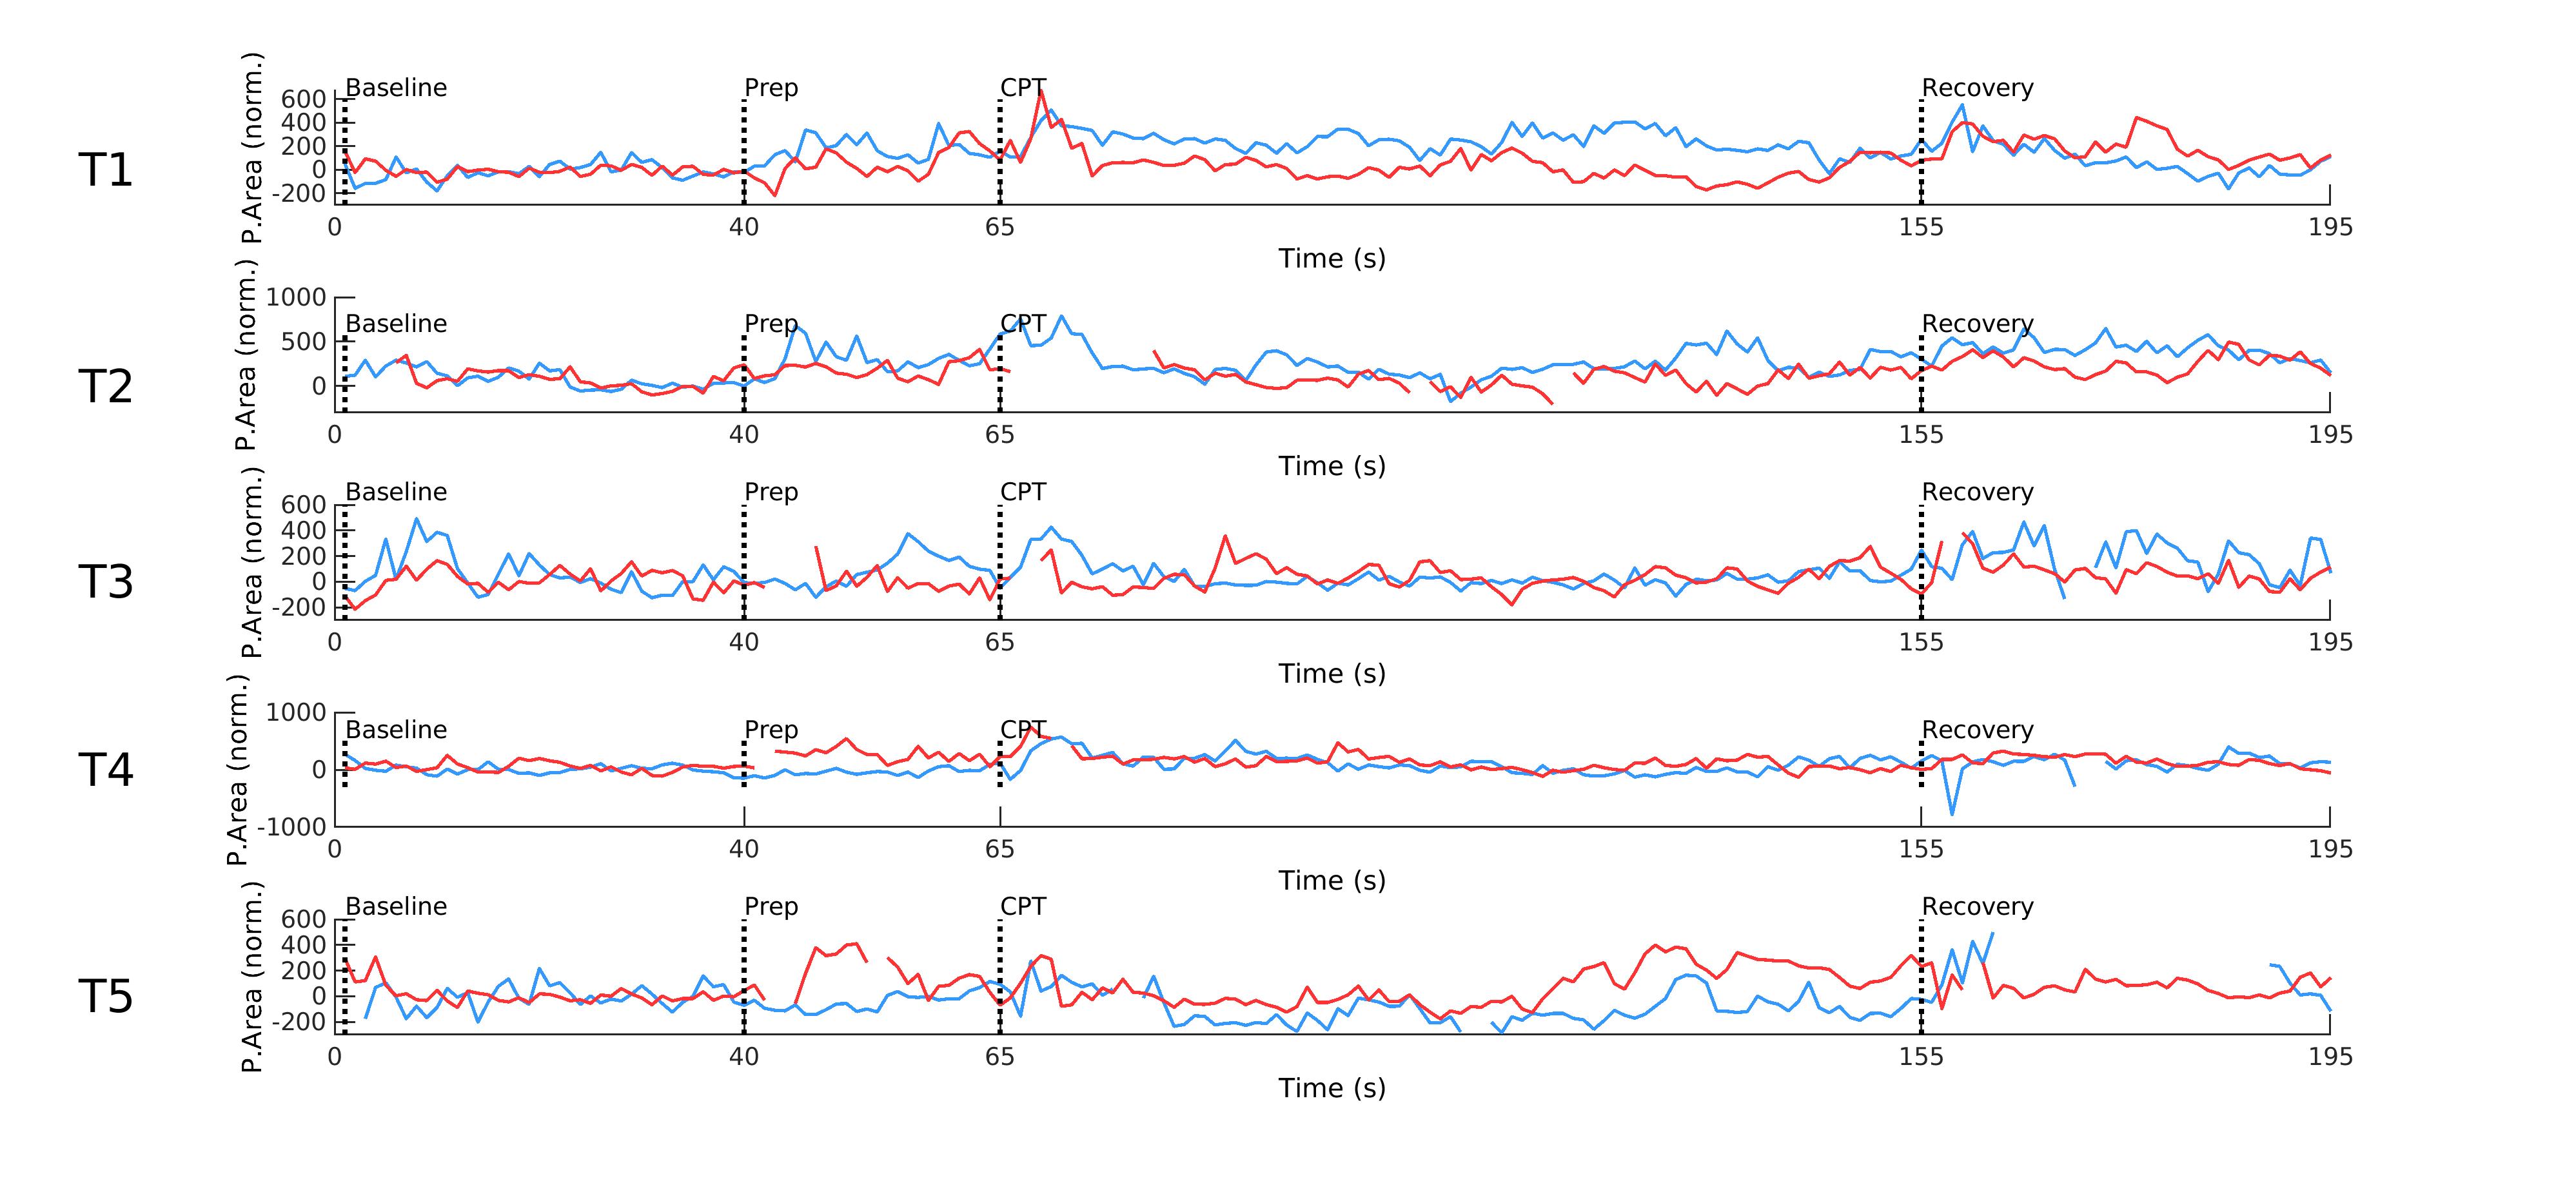 T1
P.Area (norm.)
600
400
200
0
-200
Baseline
Prep
CPT
Recovery
0
40
65
155
195
Time (s)
T2
P.Area (norm.)
1000
500
0
Baseline
Prep
CPT
Recovery
0
40
65
155
195
Time (s)
T3
P.Area (norm.)
600
400
200
0
-200
Baseline
Prep
CPT
Recovery
0
40
65
155
195
Time (s)
T4
P.Area (norm.)
1000
0
-1000
Baseline
Prep
CPT
Recovery
0
40
65
155
195
Time (s)
T5
P.Area (norm.)
600
400
200
0
-200
Baseline
Prep
CPT
Recovery
0
40
65
155
195
Time (s)